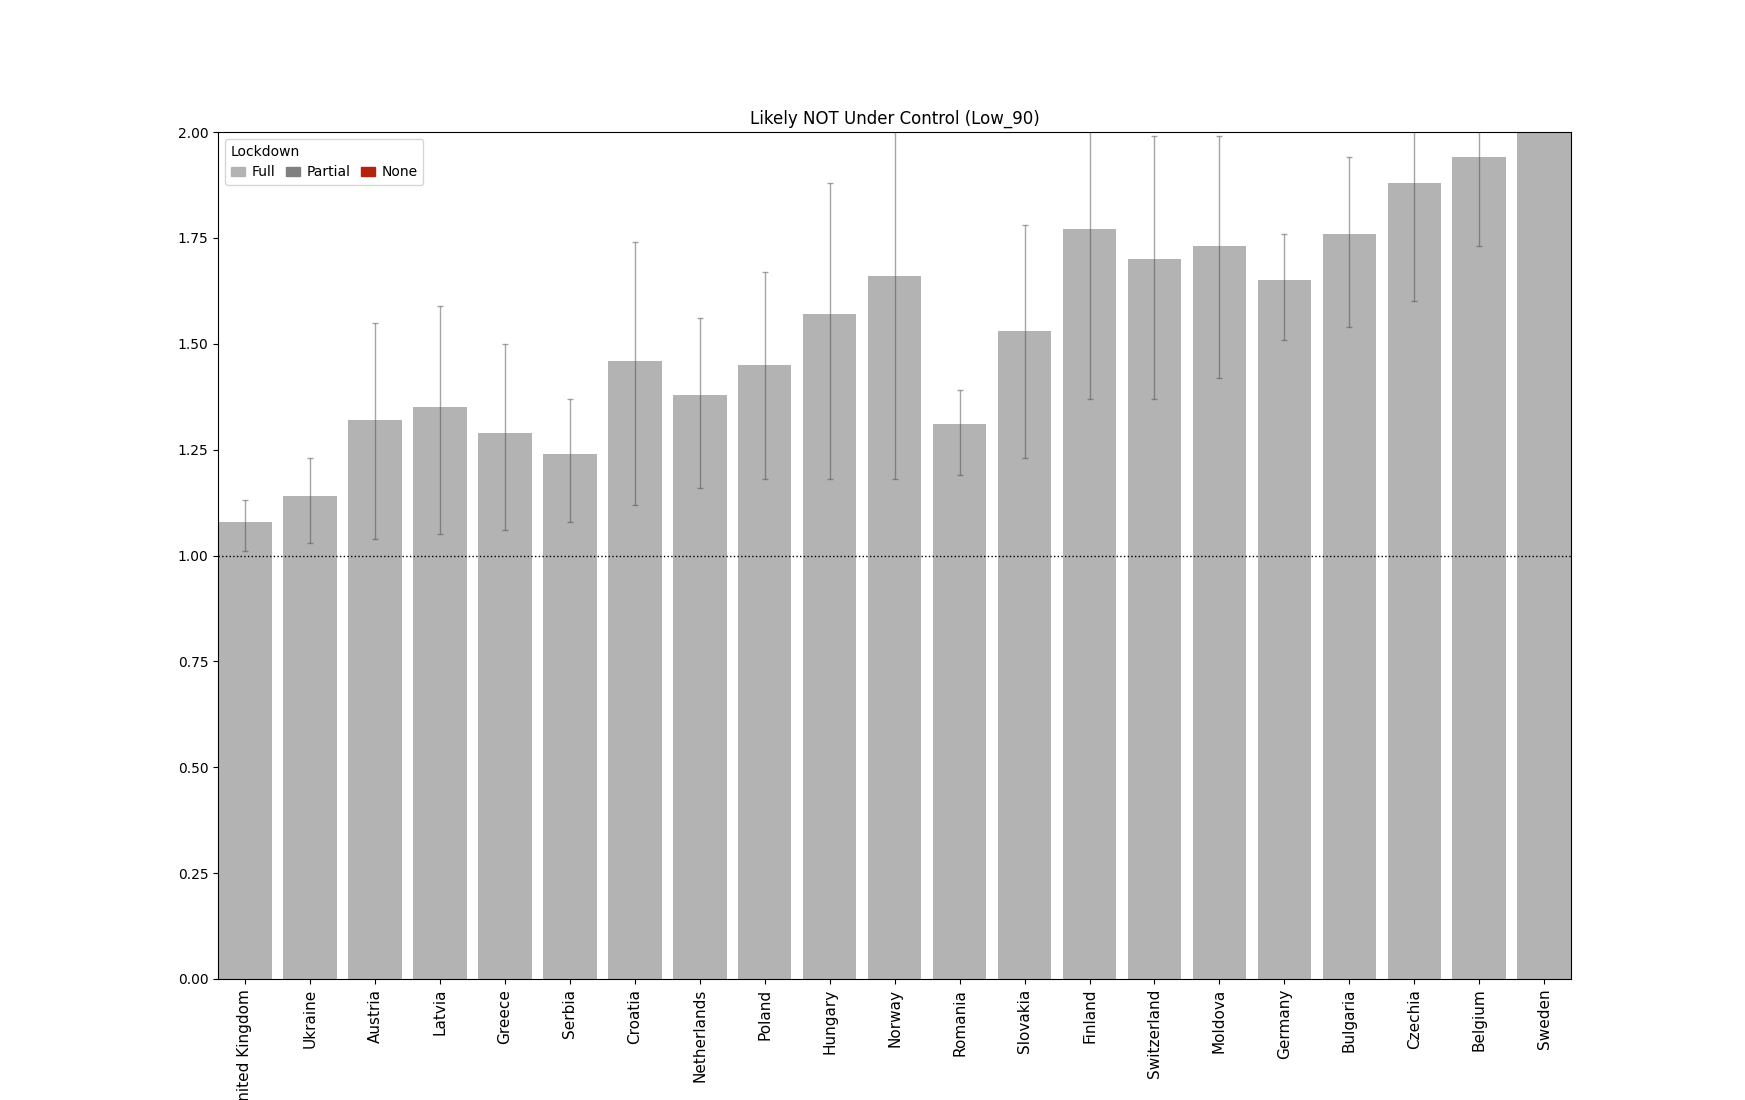 Likely NOT Under Control (Low_90)
Lockdown
Full Partial None
2.00
1.75
1.50
1.25
1.00
0.75
0.50
0.25
0.00
nited Kingdom
Ukraine
Austria
Latvia
Greece
Serbia
Croatia
Netherlands
Poland
Hungary
Norway
Romania
Slovakia
Finland
Switzerland
Moldova
Germany
Bulgaria
Czechia
Belgium
Sweden